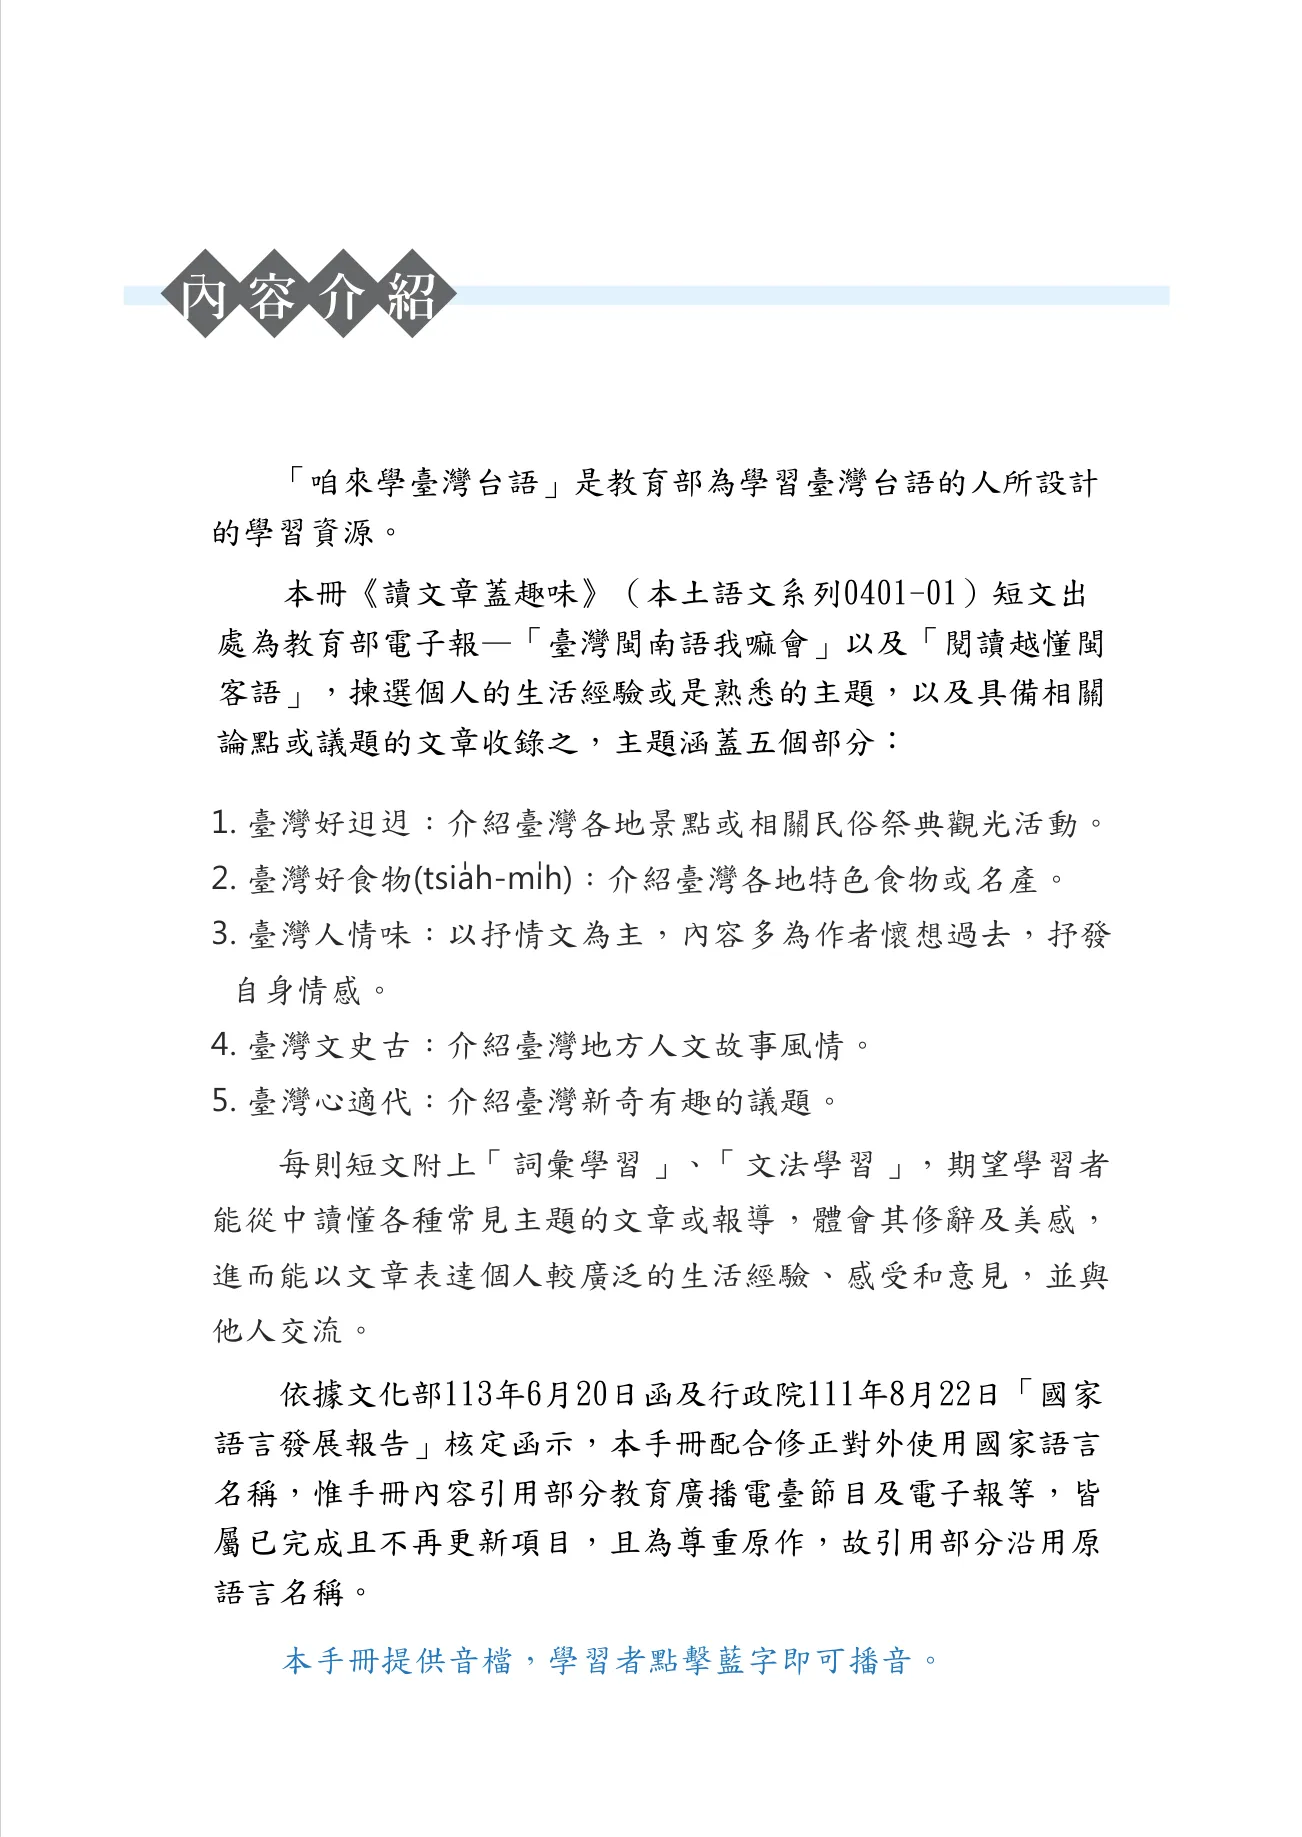 內容介紹
「咱來學臺灣台語」是教育部為學習臺灣台語的人所設計
的學習資源。
本冊《讀文章蓋趣味》（本土語文系列0401-01）短文出
處為教育部電子報—「臺灣閩南語我嘛會」以及「閱讀越懂閩
客語」，揀選個人的生活經驗或是熟悉的主題，以及具備相關
論點或議題的文章收錄之，主題涵蓋五個部分：
1. 臺灣好𨑨迌：介紹臺灣各地景點或相關民俗祭典觀光活動。
2. 臺灣好食物(tsia̍h-mi̍h)：介紹臺灣各地特色食物或名產。
3. 臺灣人情味：以抒情文為主，內容多為作者懷想過去，抒發
自身情感。
4. 臺灣文史古：介紹臺灣地方人文故事風情。
5. 臺灣心適代：介紹臺灣新奇有趣的議題。
每則短文附上「詞彙學習」、「文法學習」，期望學習者
能從中讀懂各種常見主題的文章或報導，體會其修辭及美感，
進而能以文章表達個人較廣泛的生活經驗、感受和意見，並與
他人交流。
依據文化部113年6月20日函及行政院111年8月22日「國家
語言發展報告」核定函示，本手冊配合修正對外使用國家語言
名稱，惟手冊內容引用部分教育廣播電臺節目及電子報等，皆
屬已完成且不再更新項目，且為尊重原作，故引用部分沿用原
語言名稱。
本手冊提供音檔，學習者點擊藍字即可播音。